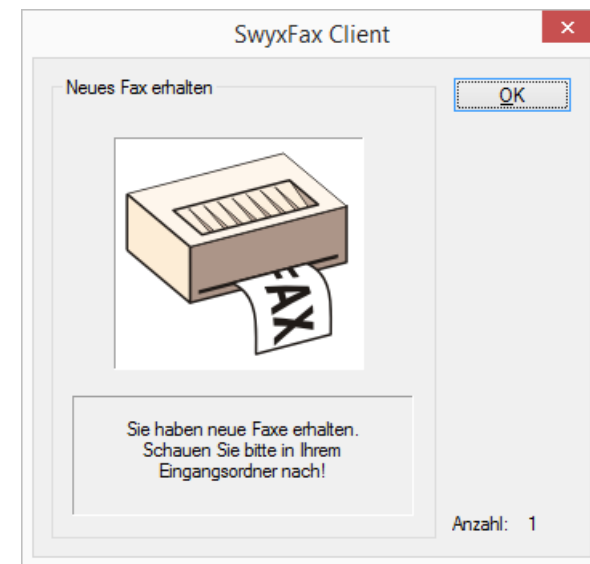 SwyxFax Client
Neues Fax erhalten
OK
FAX
Sie haben neue Faxe erhalten.
Schauen Sie bitte in Ihrem
Eingangsordner nach!
Anzahl: 1